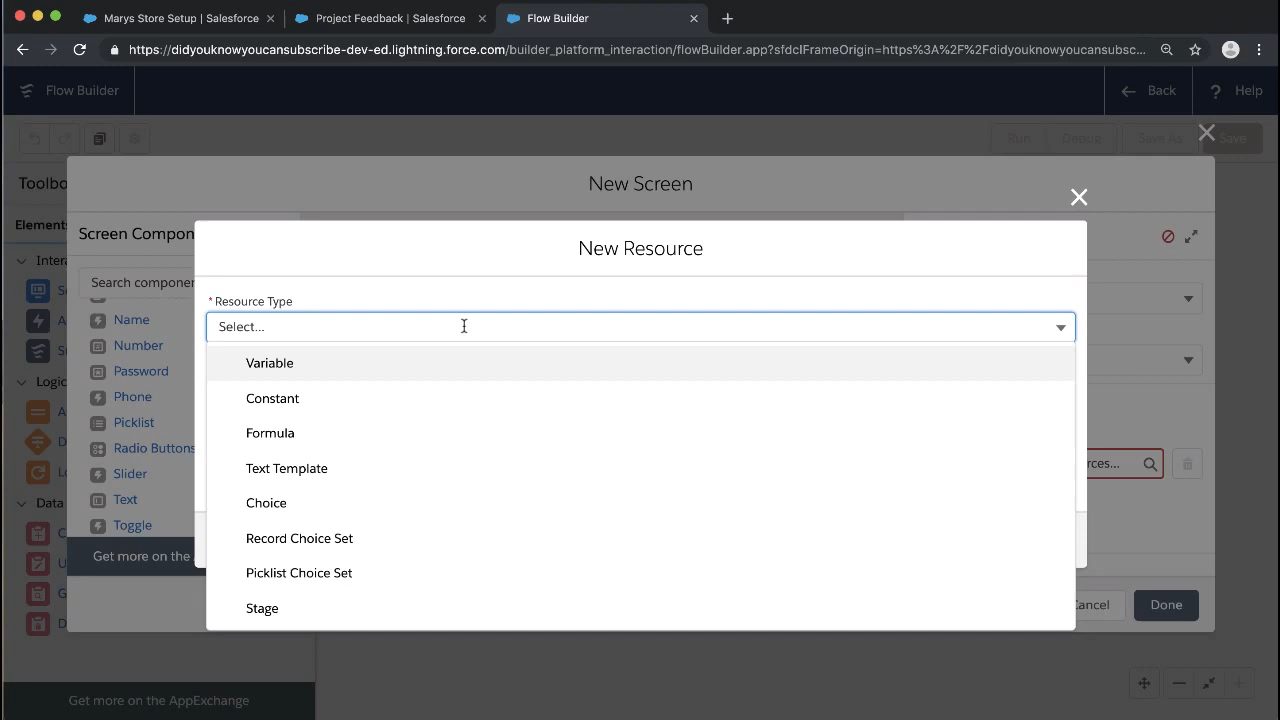 Marys Store Setup | Salesforce
Project Feedback | Salesforce
Flow Builder
https://didyouknowyoucansubscribe-dev-ed.lightning.force.com/builder_platform_interaction/flowBuilder.app?sfdcIFrameOrigin=https%3A%2F%2Fdidyouknowyoucansubsc...
Flow Builder
Back
? Help
Run
Debug
Save As
Save
Toolbo
New Screen
Elements
Screen Compon
New Resource
Intera
Search componen
* Resource Type
Select...
Name
Number
Password
Phone
Picklist
Radio Buttons
Slider
Text
Toggle
Variable
Constant
Formula
Text Template
Choice
Record Choice Set
Picklist Choice Set
Stage
Logic
Data
rces...
Get more on the A
Cancel
Done
Get more on the AppExchange